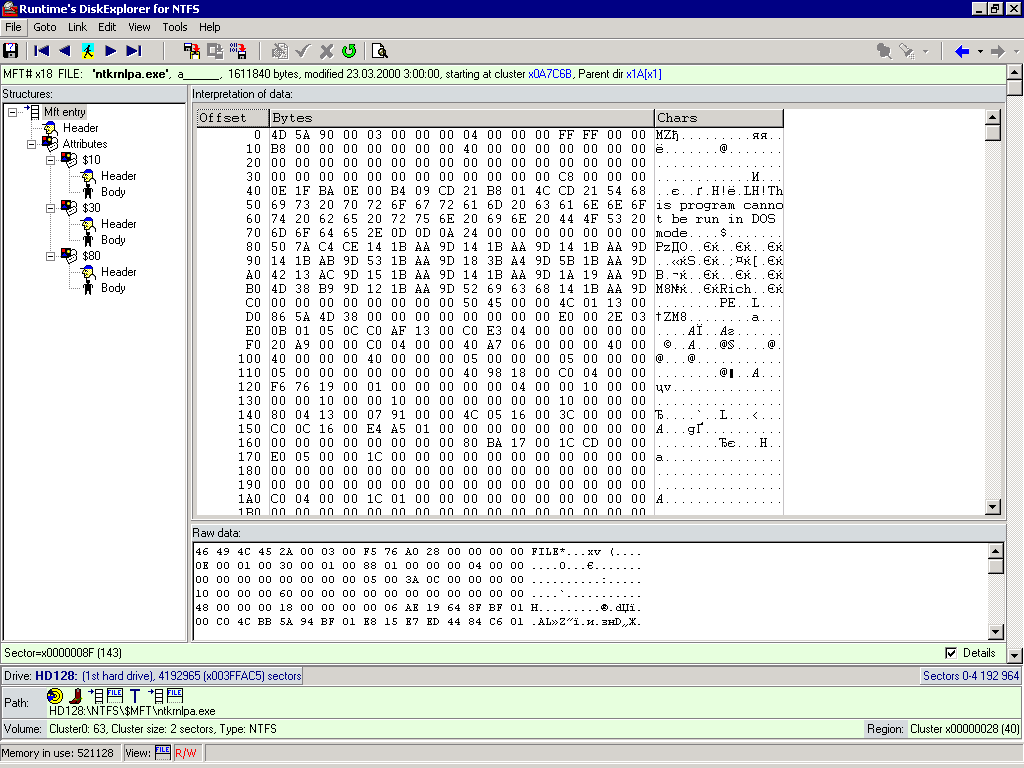 Runtime's DiskExplorer for NTFS
File Goto Link Edit View Tools Help
MFT# x18 FILE: 'ntkrnlpa.exe', a______, 1611840 bytes, modified 23.03.2000 3:00:00, starting at cluster x0A7C6B, Parent dir x1A[x1]
Structures:
Mft entry
Header
Attributes
$10
Header
Body
$30
Header
Body
$80
Header
Body
Interpretation of data:
Offset Bytes Chars
0 4D 5A 90 00 03 00 00 00 04 00 00 00 FF FF 00 00 MZђ.........яя..
10 B8 00 00 00 00 00 00 00 40 00 00 00 00 00 00 00 ё.......@.......
20 00 00 00 00 00 00 00 00 00 00 00 00 00 00 00 00 ................
30 00 00 00 00 00 00 00 00 00 00 00 00 C8 00 00 00 ............И...
40 0E 1F BA 0E 00 B4 09 CD 21 B8 01 4C CD 21 54 68 ..є..ґ.Н!ё.LН!Th
50 69 73 20 70 72 6F 67 72 61 6D 20 63 61 6E 6E 6F is program canno
60 74 20 62 65 20 72 75 6E 20 69 6E 20 44 4F 53 20 t be run in DOS
70 6D 6F 64 65 2E 0D 0D 0A 24 00 00 00 00 00 00 00 mode....$.......
80 50 7A C4 CE 14 1B AA 9D 14 1B AA 9D 14 1B AA 9D PzДО..Єќ..Єќ..Єќ
90 14 1B AB 9D 53 1B AA 9D 18 3B A4 9D 5B 1B AA 9D ..«ќS.Єќ.;¤ќ[.Єќ
A0 42 13 AC 9D 15 1B AA 9D 14 1B AA 9D 1A 19 AA 9D B.¬ќ..Єќ..Єќ..Єќ
B0 4D 38 B9 9D 12 1B AA 9D 52 69 63 68 14 1B AA 9D M8№ќ..ЄќRich..Єќ
C0 00 00 00 00 00 00 00 00 50 45 00 00 4C 01 13 00 ........PE..L...
D0 86 5A 4D 38 00 00 00 00 00 00 00 00 E0 00 2E 03 †ZM8........а...
E0 0B 01 05 0C C0 AF 13 00 C0 E3 04 00 00 00 00 00 ....АЇ..Аг......
F0 20 A9 00 00 C0 04 00 00 40 A7 06 00 00 00 40 00 ©..А...@§....@.
100 40 00 00 00 40 00 00 00 05 00 00 00 05 00 00 00 @...@...........
110 05 00 00 00 00 00 00 00 40 98 18 00 C0 04 00 00 ........@▮..А...
120 F6 76 19 00 01 00 00 00 00 00 04 00 00 10 00 00 цv..............
130 00 00 10 00 00 10 00 00 00 00 00 00 10 00 00 00 ................
140 80 04 13 00 07 91 00 00 4C 05 16 00 3C 00 00 00 Ђ....‘..L...<...
150 C0 0C 16 00 E4 A5 01 00 00 00 00 00 00 00 00 00 А...дҐ..........
160 00 00 00 00 00 00 00 00 80 BA 17 00 1C CD 00 00 ........Ђє...Н..
170 E0 05 00 00 1C 00 00 00 00 00 00 00 00 00 00 00 а...............
180 00 00 00 00 00 00 00 00 00 00 00 00 00 00 00 00 ................
190 00 00 00 00 00 00 00 00 00 00 00 00 00 00 00 00 ................
1A0 C0 04 00 00 1C 01 00 00 00 00 00 00 00 00 00 00 А...............
1B0 00 00 00 00 00 00 00 00 00 00 00 00 00 00 00 00
Raw data:
46 49 4C 45 2A 00 03 00 F5 76 A0 28 00 00 00 00 FILE*...хv (....
0E 00 01 00 30 00 01 00 88 01 00 00 00 04 00 00 ....0...€.......
00 00 00 00 00 00 00 00 05 00 3A 0C 00 00 00 00 ..........:.....
10 00 00 00 60 00 00 00 00 00 00 00 00 00 00 00 ....`...........
48 00 00 00 18 00 00 00 00 06 AE 19 64 8F BF 01 H.........®.dЏї.
00 C0 4C BB 5A 94 BF 01 E8 15 E7 ED 44 84 C6 01 .АL»Z”ї.и.знD„Ж.
Sector=x0000008F (143)
Details
Drive: HD128: (1st hard drive), 4192965 (x003FFAC5) sectors
Sectors 0-4 192 964
Path:
FILE T FILE
HD128:\NTFS\$MFT\ntkrnlpa.exe
Volume: Cluster0: 63, Cluster size: 2 sectors, Type: NTFS
Region: Cluster x00000028 (40)
Memory in use: 521128 View: FILE R/W